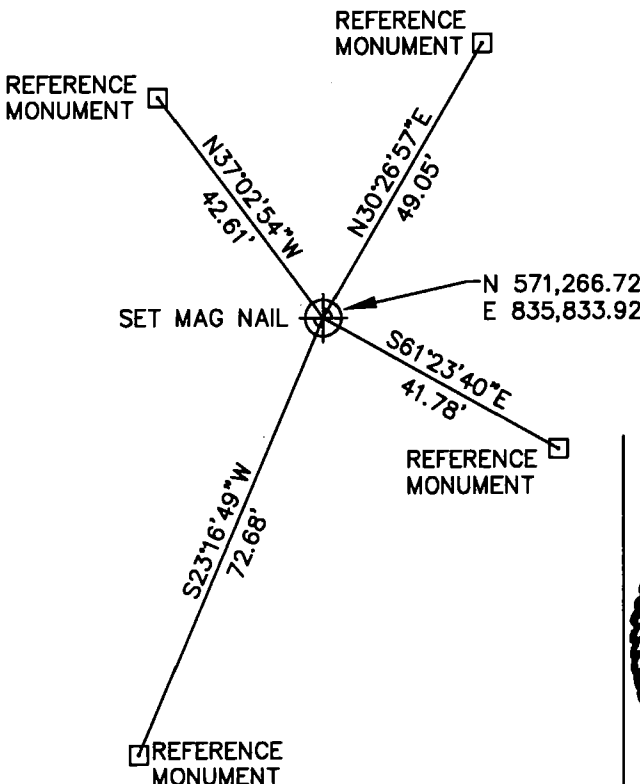 REFERENCE
MONUMENT
REFERENCE
MONUMENT
N37°02'54"W
42.61'
N30°26'57"E
49.05'
N 571,266.72
E 835,833.92
SET MAG NAIL
S61°23'40"E
41.78'
REFERENCE
MONUMENT
S23°16'49"W
72.68'
REFERENCE
MONUMENT